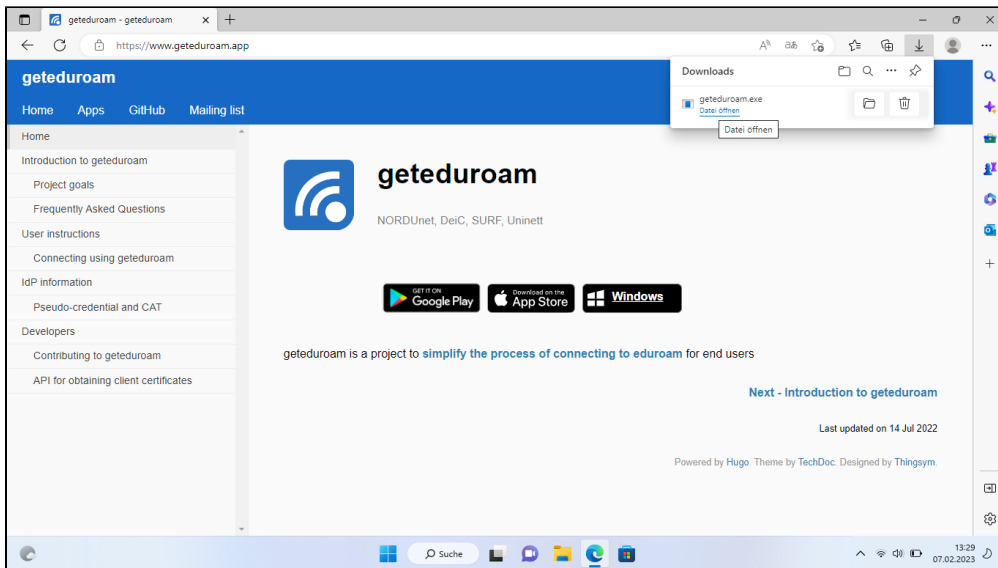 geteduroam - geteduroam
https://www.geteduroam.app
geteduroam
Home Apps GitHub Mailing list
Downloads
geteduroam.exe
Datei öffnen
Datei öffnen
Home
Introduction to geteduroam
Project goals
Frequently Asked Questions
User instructions
Connecting using geteduroam
IdP information
Pseudo-credential and CAT
Developers
Contributing to geteduroam
API for obtaining client certificates
geteduroam
NORDUnet, DeiC, SURF, Uninett
GET IT ON
Google Play
Download on the
App Store
Windows
geteduroam is a project to simplify the process of connecting to eduroam for end users
Next - Introduction to geteduroam
Last updated on 14 Jul 2022
Powered by Hugo. Theme by TechDoc. Designed by Thingsym.
Suche
13:29
07.02.2023